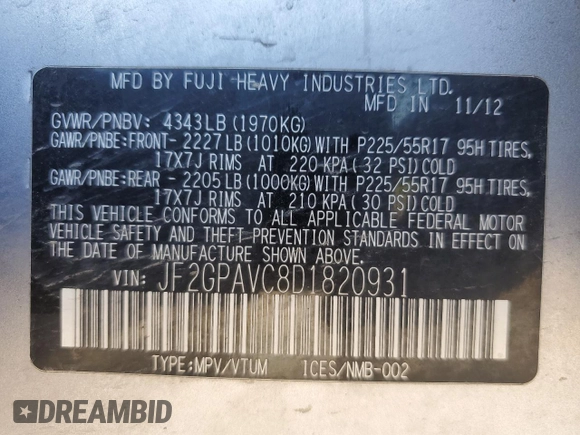 MFD BY FUJI HEAVY INDUSTRIES LTD.
MFD IN 11/12
GVWR/PNBV: 4343LB (1970KG)
GAWR/PNBE:FRONT- 2227LB (1010KG) WITH P225/55R17 95H TIRES,
17X7J RIMS AT 220 KPA (32 PSI) COLD
GAWR/PNBE:REAR - 2205LB (1000KG) WITH P225/55R17 95H TIRES,
17X7J RIMS AT 210 KPA (30 PSI) COLD
THIS VEHICLE CONFORMS TO ALL APPLICABLE FEDERAL MOTOR
VEHICLE SAFETY AND THEFT PREVENTION STANDARDS IN EFFECT
ON THE DATE OF MANUFACTURE SHOWN ABOVE.
VIN: JF2GPAVC8D1820931
TYPE:MPV/VTUM ICES/NMB-002
DREAMBID
DREAMBID